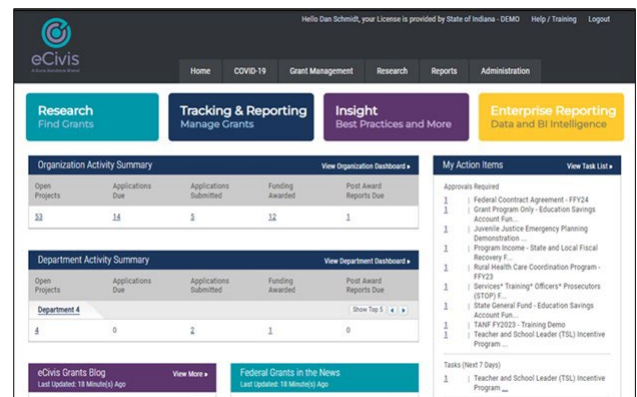 Hello Dan Schmidt, your License is provided by State of Indiana - DEMO Help / Training Logout
eCivis
Home COVID-19 Grant Management Research Reports Administration
Research
Find Grants
Tracking & Reporting
Manage Grants
Insight
Best Practices and More
Enterprise Reporting
Data and BI Intelligence
Organization Activity Summary View Organization Dashboard »
Open Projects Applications Due Applications Submitted Funding Awarded Post Award Reports Due
53 14 5 12 1
Department Activity Summary View Department Dashboard »
Open Projects Applications Due Applications Submitted Funding Awarded Post Award Reports Due
Department 4 Show Top 5
4 0 2 1 0
eCivis Grants Blog View More »
Last Updated: 18 Minute(s) Ago
Federal Grants in the News
Last Updated: 18 Minute(s) Ago
My Action Items View Task List »
Approvals Required
1 | Federal Coontract Agreement - FFY24
1 | Grant Program Only - Education Savings
Account Fun...
1 | Juvenile Justice Emergency Planning
Demonstration ...
1 | Program Income - State and Local Fiscal
Recovery F...
1 | Rural Health Care Coordination Program -
FFY23
1 | Services* Training* Officers* Prosecutors
(STOP) F...
1 | State General Fund - Education Savings
Account Fun...
1 | TANF FY2023 - Training Demo
1 | Teacher and School Leader (TSL) Incentive
Program ...
Tasks (Next 7 Days)
1 | Teacher and School Leader (TSL) Incentive
Program ...